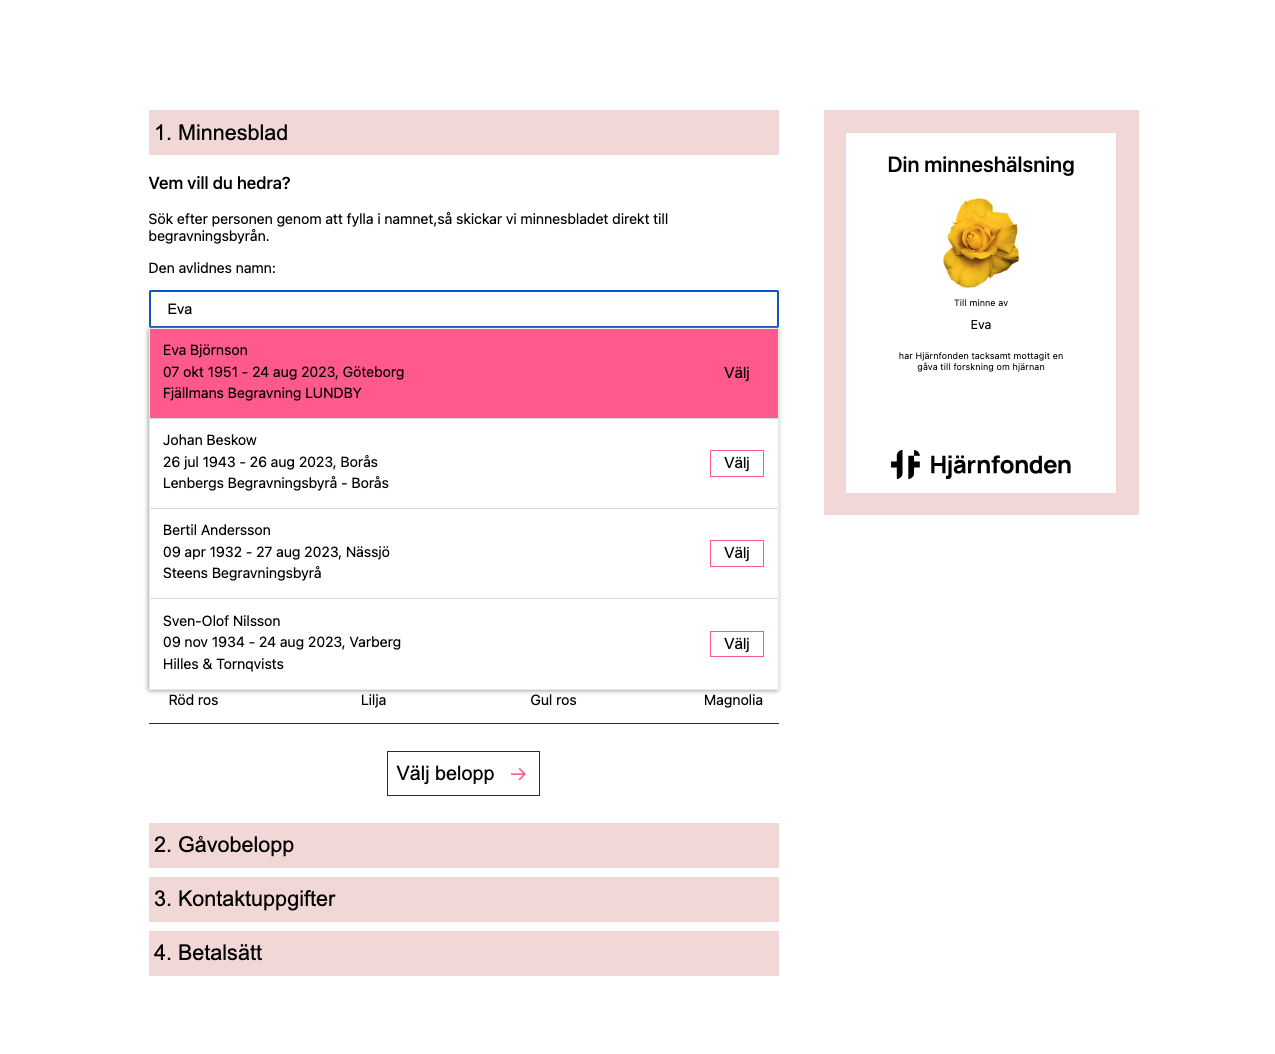 1. Minnesblad
Vem vill du hedra?
Sök efter personen genom att fylla i namnet,så skickar vi minnesbladet direkt till
begravningsbyrån.
Den avlidnes namn:
Eva
Eva Björnson
07 okt 1951 - 24 aug 2023, Göteborg
Fjällmans Begravning LUNDBY
Välj
Johan Beskow
26 jul 1943 - 26 aug 2023, Borås
Lenbergs Begravningsbyrå - Borås
Välj
Bertil Andersson
09 apr 1932 - 27 aug 2023, Nässjö
Steens Begravningsbyrå
Välj
Sven-Olof Nilsson
09 nov 1934 - 24 aug 2023, Varberg
Hilles & Tornqvists
Välj
Röd ros Lilja Gul ros Magnolia
Välj belopp
2. Gåvobelopp
3. Kontaktuppgifter
4. Betalsätt
Din minneshälsning
Till minne av
Eva
har Hjärnfonden tacksamt mottagit en
gåva till forskning om hjärnan
Hjärnfonden